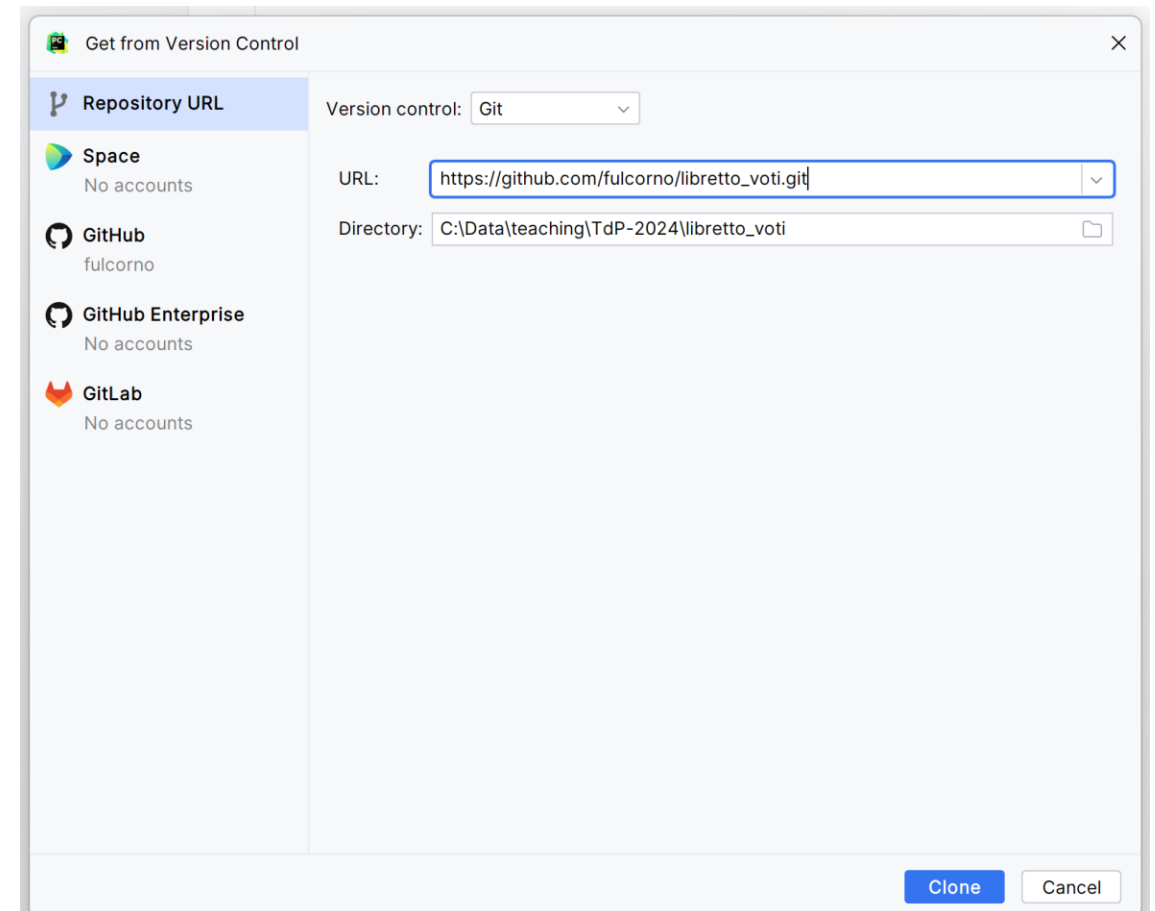 PC
Get from Version Control
Repository URL
Version control: Git
Space
No accounts
URL: https://github.com/fulcorno/libretto_voti.git
GitHub
fulcorno
Directory: C:\Data\teaching\TdP-2024\libretto_voti
GitHub Enterprise
No accounts
GitLab
No accounts
Clone Cancel